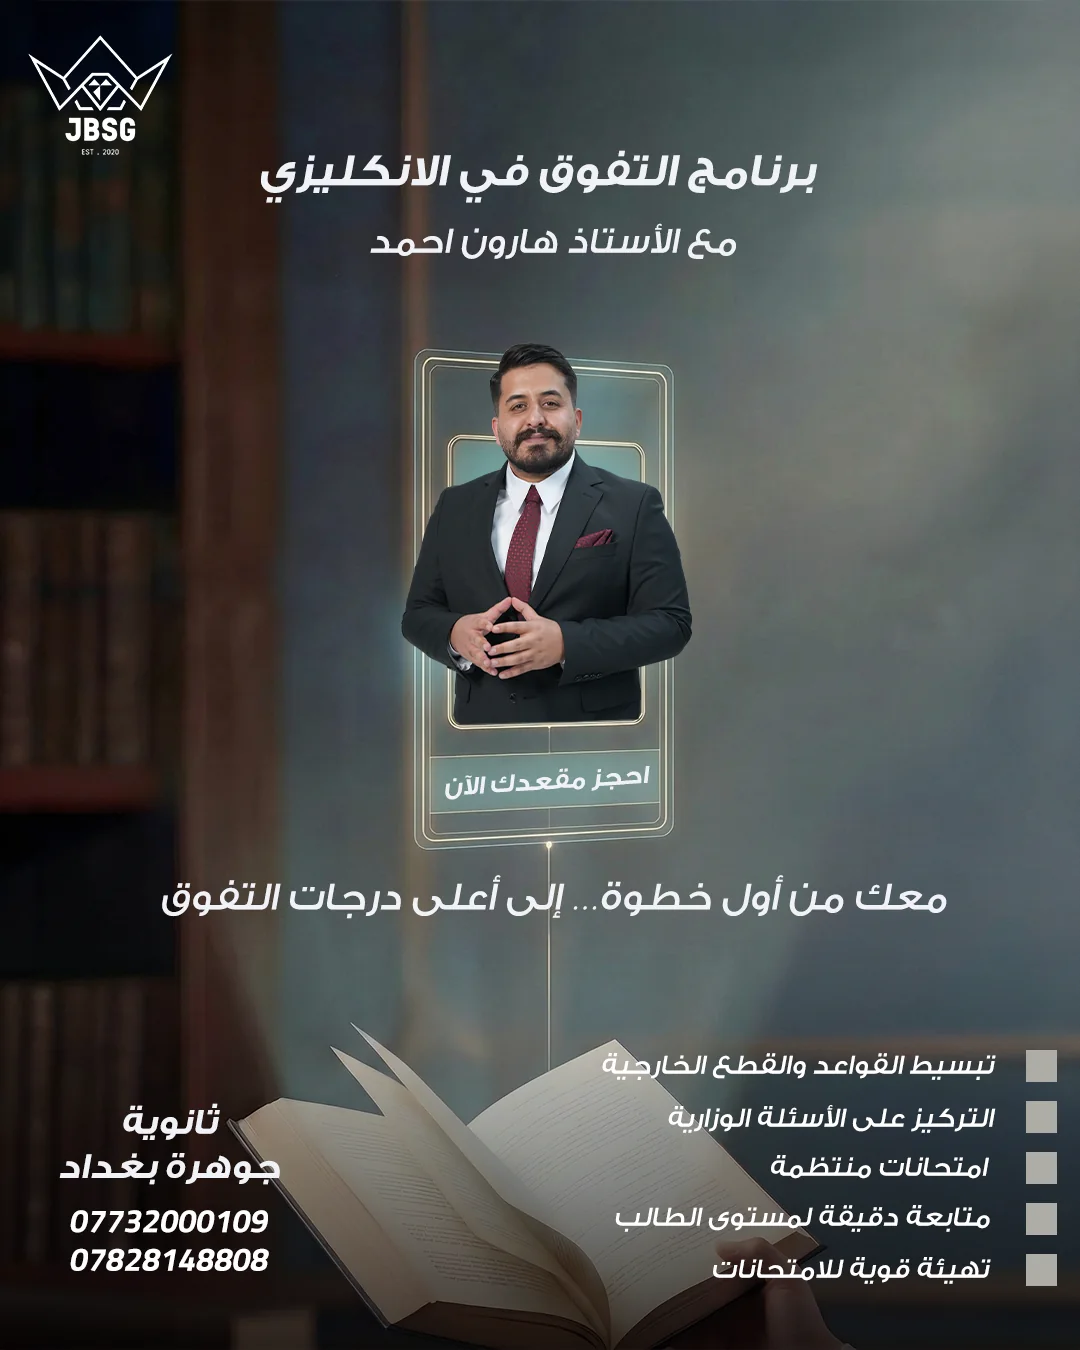 JBSG
EST . 2020
برنامج التفوق في الانكليزي
مع الأستاذ هارون احمد
احجز مقعدك الآن
معك من أول خطوة... إلى أعلى درجات التفوق
تبسيط القواعد والقطع الخارجية
التركيز على الأسئلة الوزارية
امتحانات منتظمة
متابعة دقيقة لمستوى الطالب
تهيئة قوية للامتحانات
ثانوية
جوهرة بغداد
07732000109
07828148808